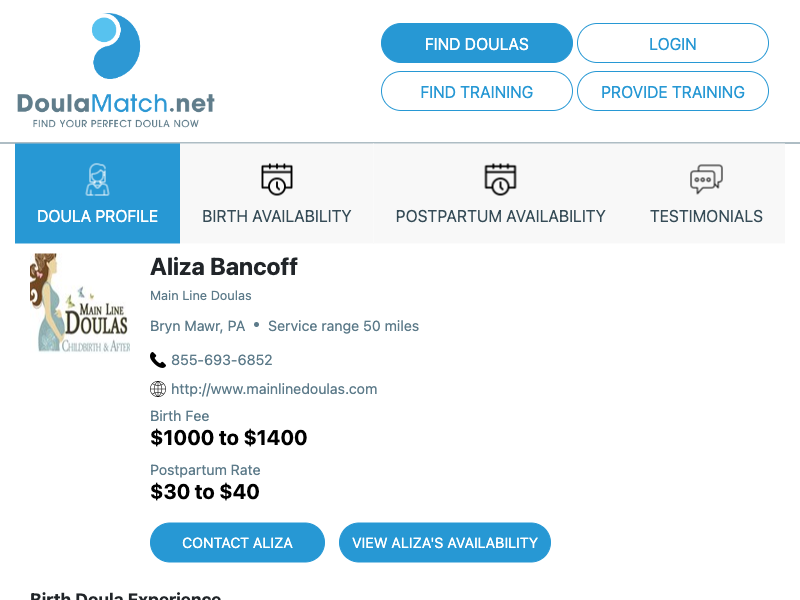 DoulaMatch.net
FIND YOUR PERFECT DOULA NOW
FIND DOULAS
LOGIN
FIND TRAINING
PROVIDE TRAINING
DOULA PROFILE
BIRTH AVAILABILITY
POSTPARTUM AVAILABILITY
TESTIMONIALS
MAIN LINE
DOULAS
CHILDBIRTH & AFTER
Aliza Bancoff
Main Line Doulas
Bryn Mawr, PA • Service range 50 miles
855-693-6852
http://www.mainlinedoulas.com
Birth Fee
$1000 to $1400
Postpartum Rate
$30 to $40
CONTACT ALIZA
VIEW ALIZA'S AVAILABILITY
Birth Doula Experience